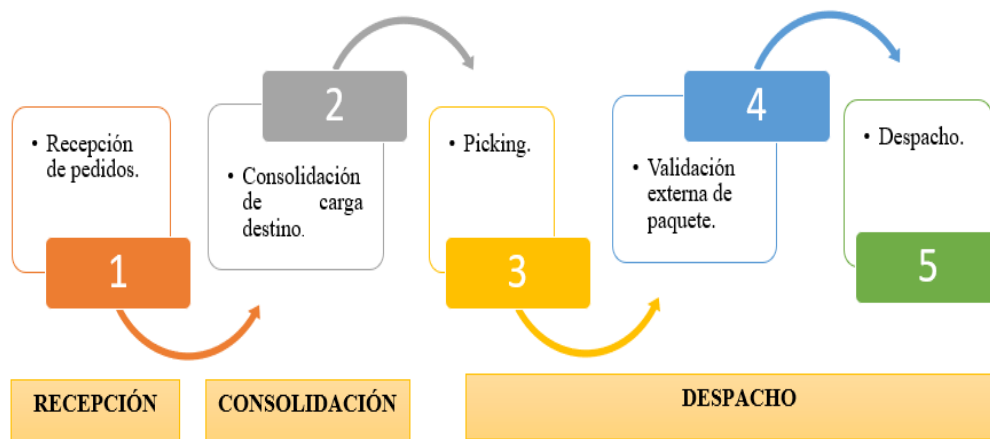 • Recepción
de pedidos.
1
2
• Consolidación
de carga
destino.
• Picking.
3
4
• Validación
externa de
paquete.
• Despacho.
5
RECEPCIÓN
CONSOLIDACIÓN
DESPACHO